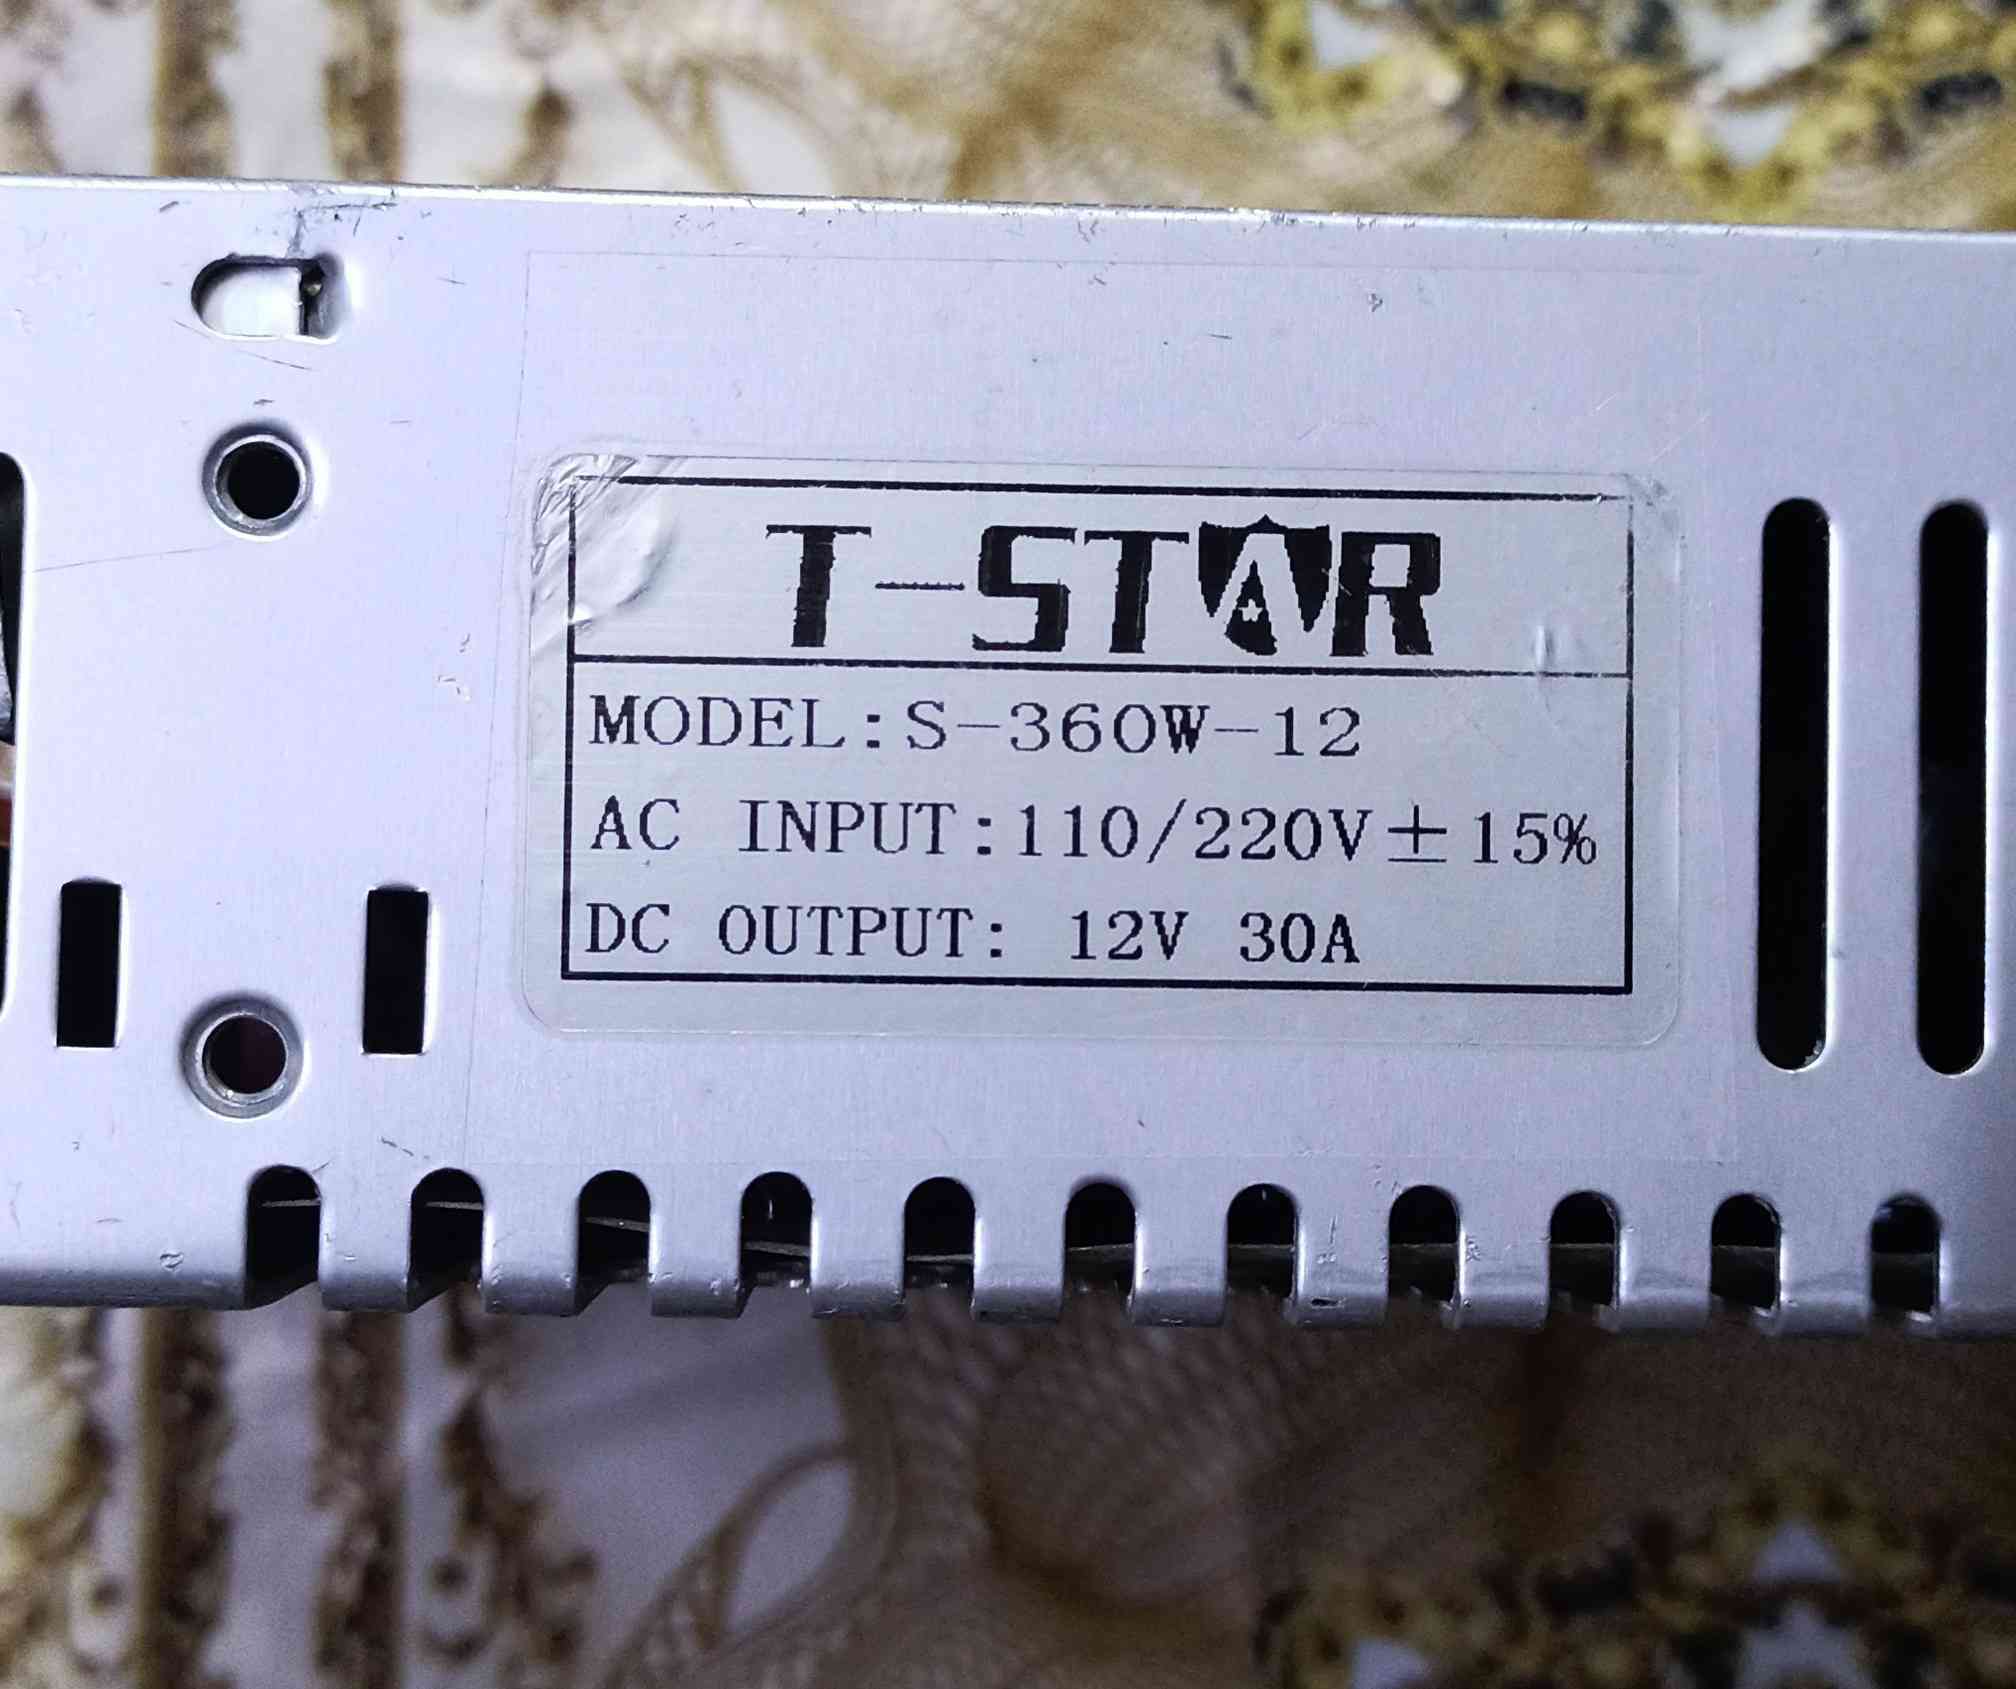 T-STAR
MODEL:S-360W-12
AC INPUT:110/220V±15%
DC OUTPUT: 12V 30A